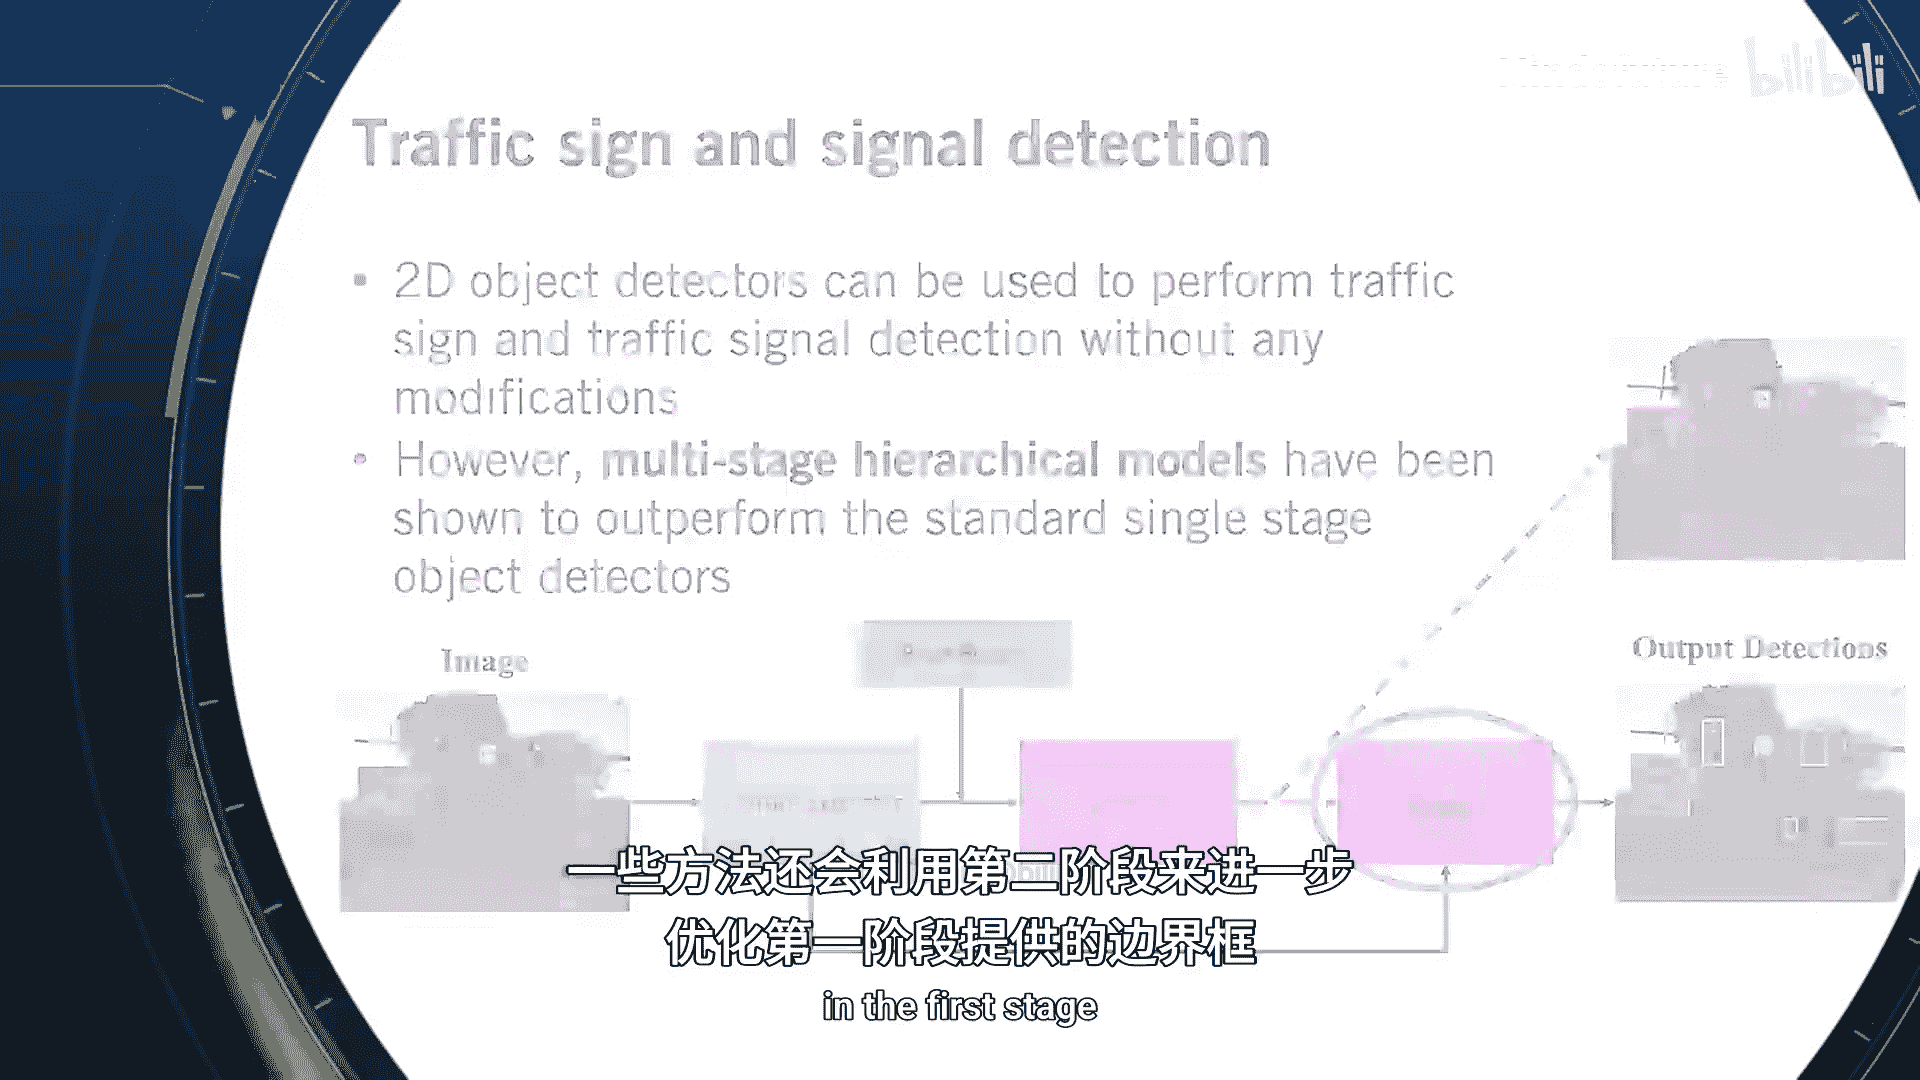 bilibili
Traffic sign and signal detection
▪ 2D object detectors can be used to perform traffic
sign and traffic signal detection without any
modifications
• However, multi-stage hierarchical models have been
shown to outperform the standard single stage
object detectors
Image
Output Detections
一些方法还会利用第二阶段来进一步
优化第一阶段提供的边界框
in the first stage